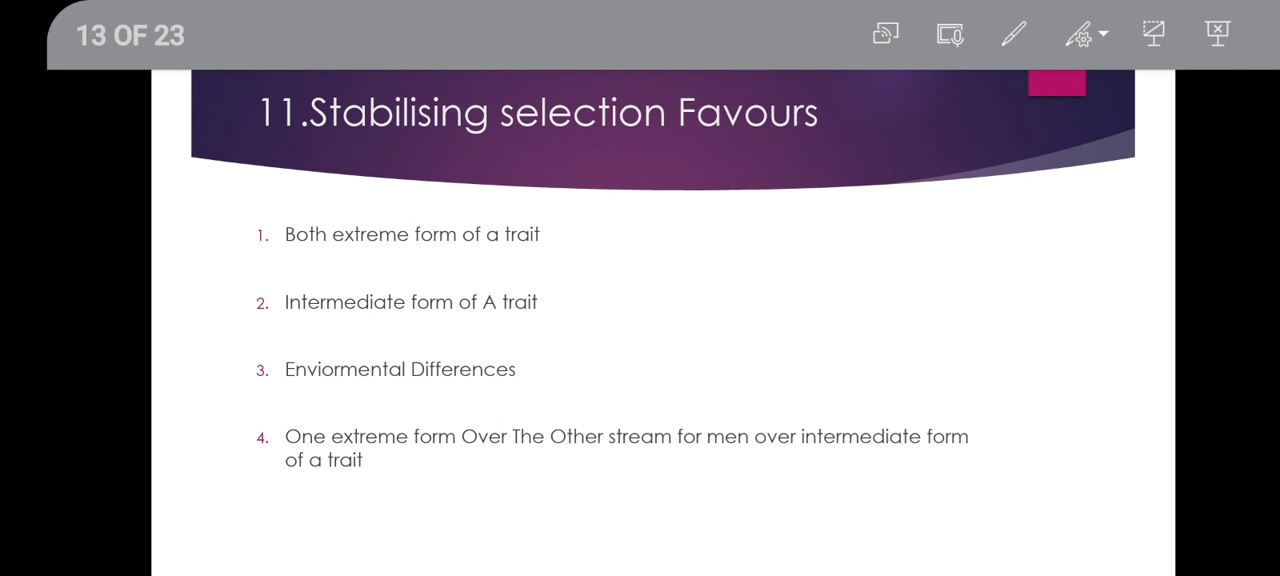 13 OF 23
11.Stabilising selection Favours
1. Both extreme form of a trait
2. Intermediate form of A trait
3. Enviormental Differences
4. One extreme form Over The Other stream for men over intermediate form
of a trait